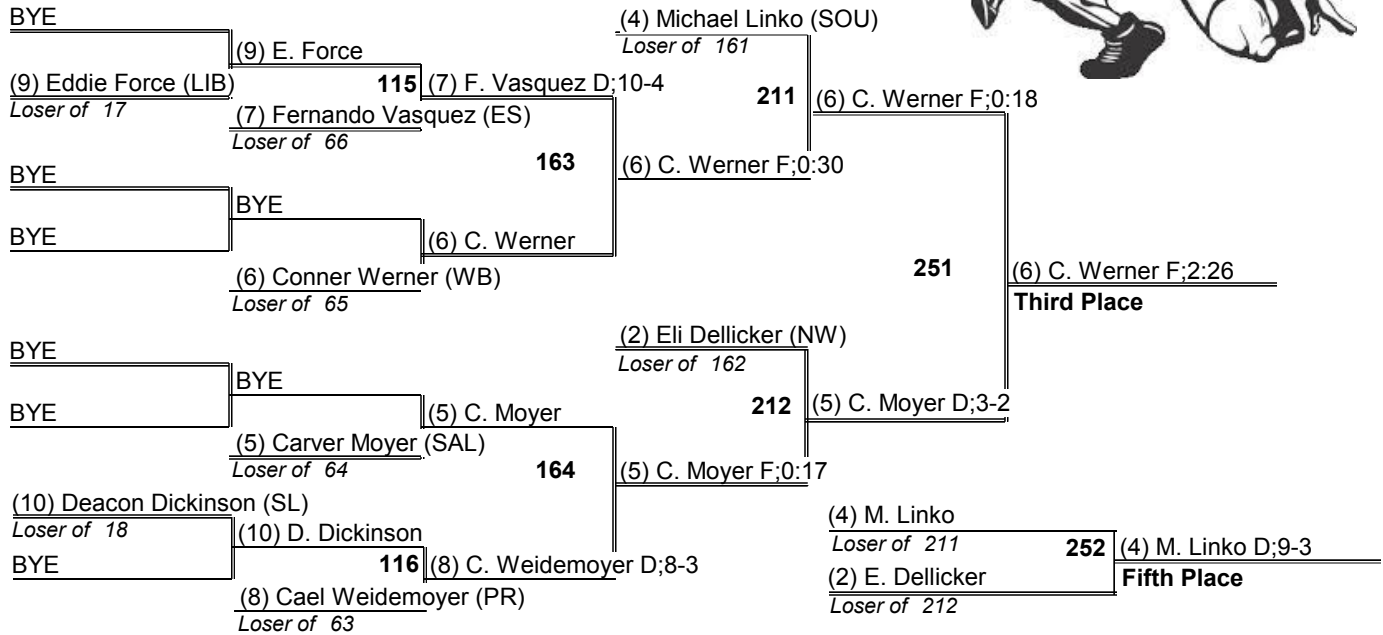 BYE
(4) Michael Linko (SOU)
Loser of 161
(9) E. Force
(9) Eddie Force (LIB)
Loser of 17
115
(7) F. Vasquez D;10-4
211
(6) C. Werner F;0:18
(7) Fernando Vasquez (ES)
Loser of 66
163
(6) C. Werner F;0:30
BYE
BYE
BYE
(6) C. Werner
(6) Conner Werner (WB)
Loser of 65
251
(6) C. Werner F;2:26
Third Place
(2) Eli Dellicker (NW)
Loser of 162
BYE
BYE
BYE
(5) C. Moyer
212
(5) C. Moyer D;3-2
(5) Carver Moyer (SAL)
Loser of 64
164
(5) C. Moyer F;0:17
(10) Deacon Dickinson (SL)
Loser of 18
(10) D. Dickinson
BYE
116
(8) C. Weidemoyer D;8-3
(8) Cael Weidemoyer (PR)
Loser of 63
(4) M. Linko
Loser of 211
252
(4) M. Linko D;9-3
Fifth Place
(2) E. Dellicker
Loser of 212